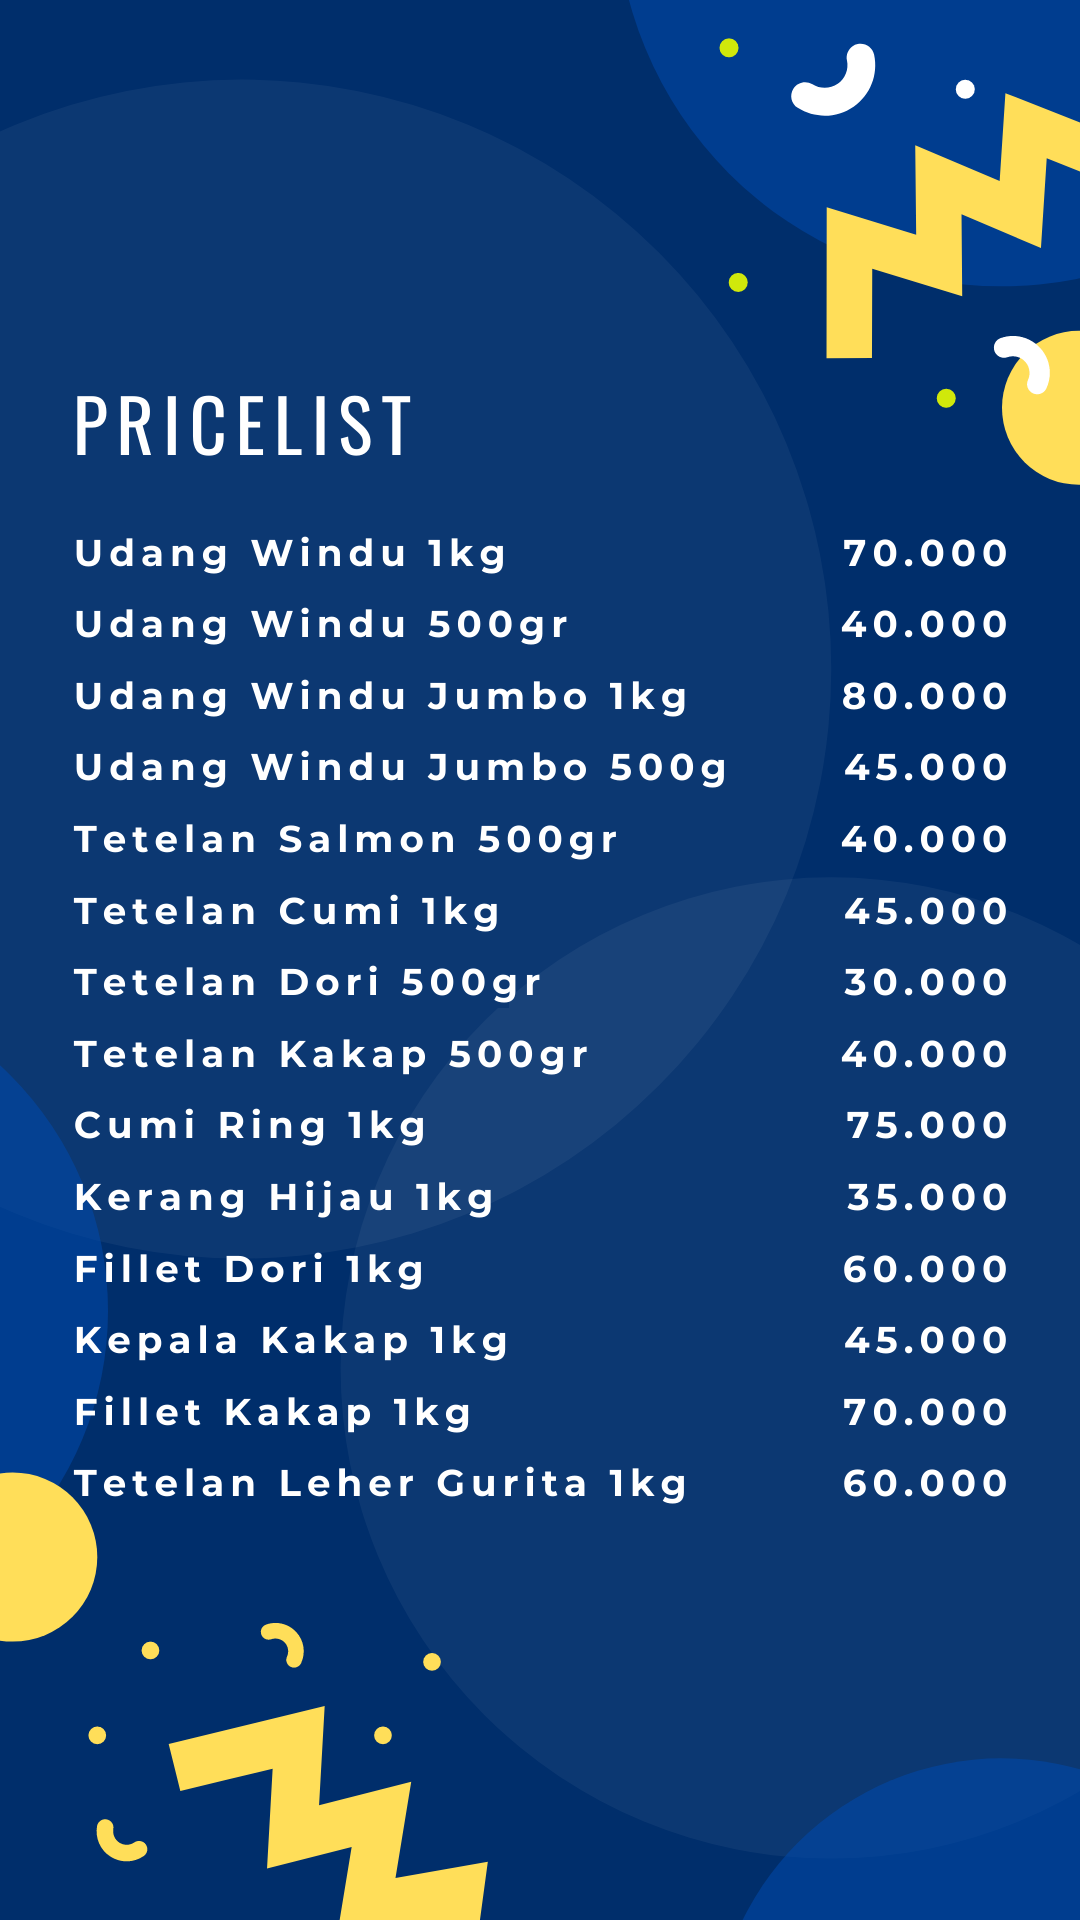 PRICELIST
Udang Windu 1kg 70.000
Udang Windu 500gr 40.000
Udang Windu Jumbo 1kg 80.000
Udang Windu Jumbo 500g 45.000
Tetelan Salmon 500gr 40.000
Tetelan Cumi 1kg 45.000
Tetelan Dori 500gr 30.000
Tetelan Kakap 500gr 40.000
Cumi Ring 1kg 75.000
Kerang Hijau 1kg 35.000
Fillet Dori 1kg 60.000
Kepala Kakap 1kg 45.000
Fillet Kakap 1kg 70.000
Tetelan Leher Gurita 1kg 60.000